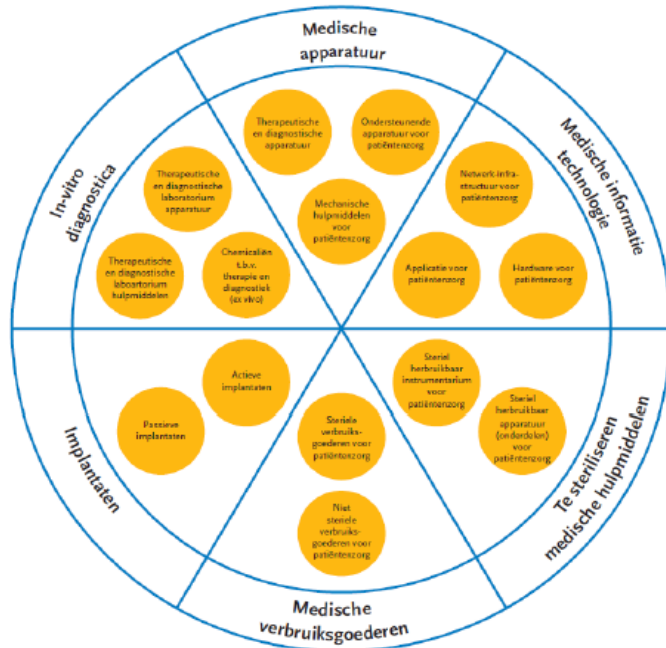 Medische
apparatuur
Therapeutische
en diagnostische
apparatuur
Ondersteunende
apparatuur voor
patiëntenzorg
Mechanische
hulpmiddelen
voor
patiëntenzorg
Medische informatie
technologie
Netwerk-infra-
structuur voor
patiëntenzorg
Applicatie voor
patiëntenzorg
Hardware voor
patiëntenzorg
Te steriliseren
medische hulpmiddelen
Steriel
herbruikbaar
instrumentarium
voor
patiëntenzorg
Steriel
herbruikbaar
apparatuur
(onderdelen)
voor
patiëntenzorg
Medische
verbruiksgoederen
Steriele
verbruiks-
goederen voor
patiëntenzorg
Niet
steriele
verbruiks-
goederen voor
patiëntenzorg
Implantaten
Actieve
implantaten
Passieve
implantaten
In-vitro
diagnostica
Therapeutische
en diagnostische
laboratorium
apparatuur
Therapeutische
en diagnostische
laboartorium
hulpmiddelen
Chemicaliën
t.b.v.
therapie en
diagnostiek
(ex vivo)